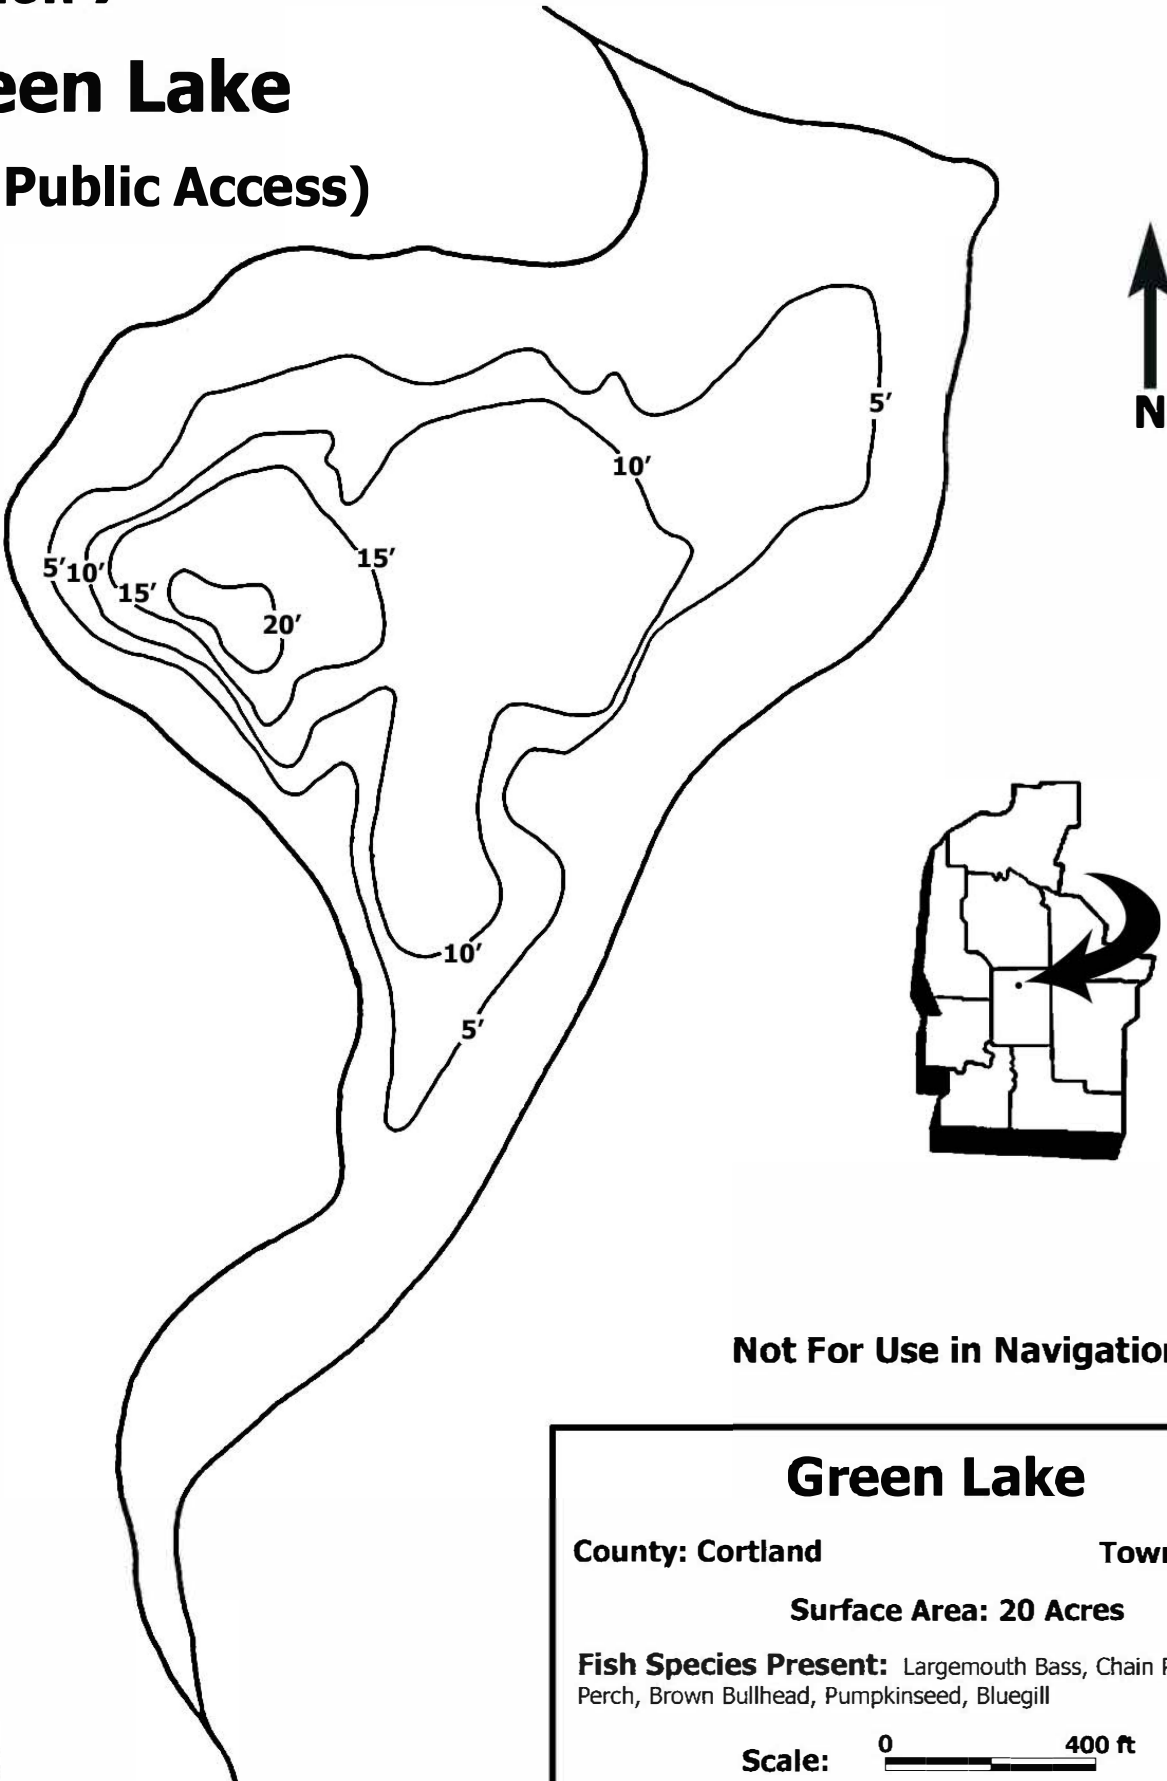 een Lake
Public Access)
N
5'
10'
15'
5'
10'
15'
20'
10'
5'
Not For Use in Navigation
Green Lake
County: Cortland Town
Surface Area: 20 Acres
Fish Species Present: Largemouth Bass, Chain
Perch, Brown Bullhead, Pumpkinseed, Bluegill
Scale: 0 400 ft